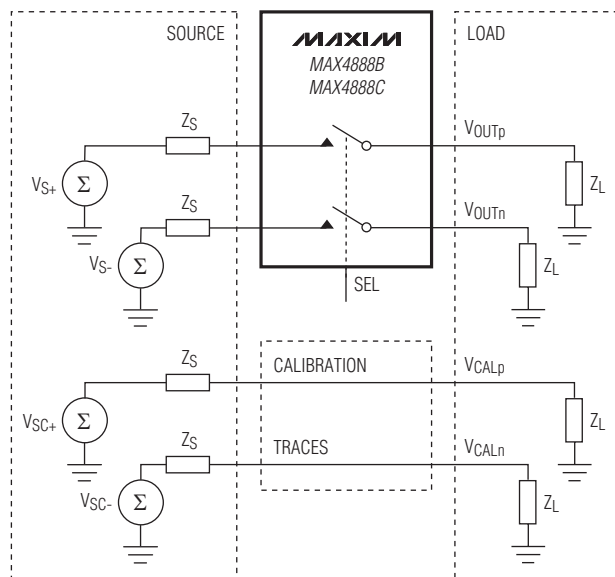 SOURCE
MAXIM
MAX4888B
MAX4888C
LOAD
ZS
VOUTp
VS+
Σ
ZL
ZS
VOUTn
VS-
Σ
ZL
SEL
ZS
CALIBRATION
VCALp
VSC+
Σ
ZL
ZS
TRACES
VCALn
VSC-
Σ
ZL